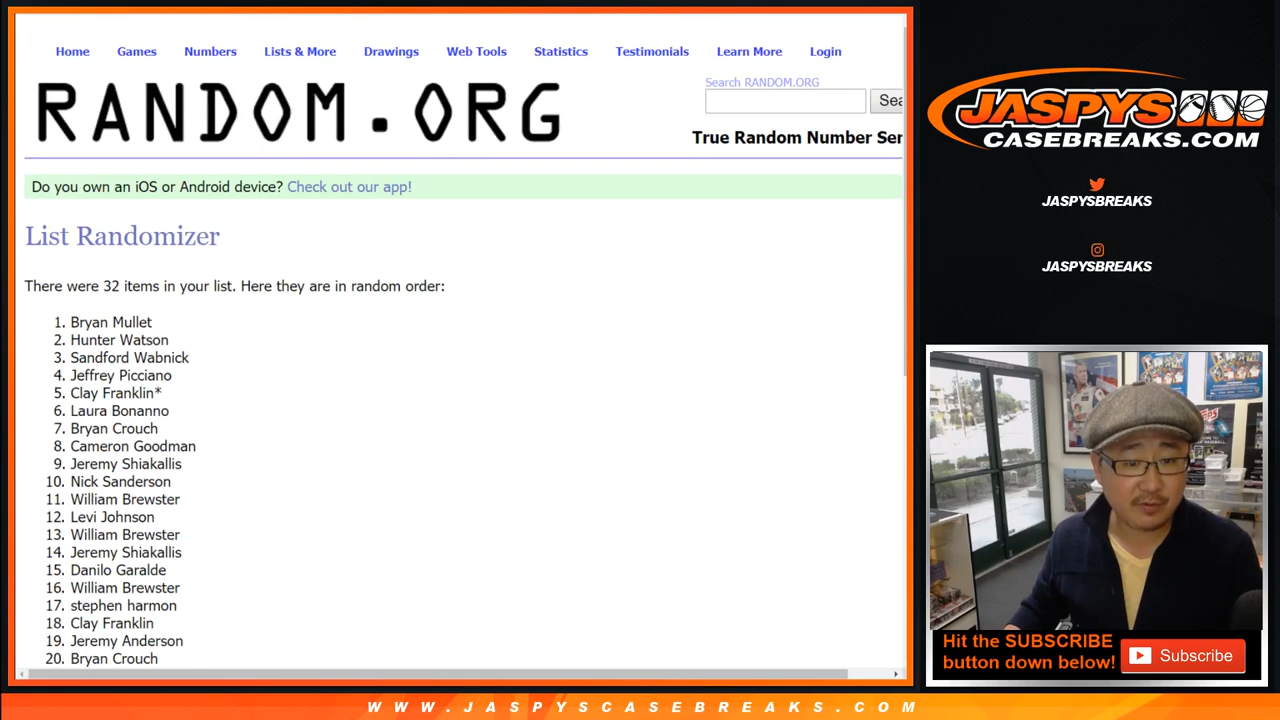 Home Games Numbers Lists & More Drawings Web Tools Statistics Testimonials Learn More Login
RANDOM.ORG
Search RANDOM.ORG
Sea
True Random Number Ser
Do you own an iOS or Android device? Check out our app!
List Randomizer
There were 32 items in your list. Here they are in random order:
1. Bryan Mullet
2. Hunter Watson
3. Sandford Wabnick
4. Jeffrey Picciano
5. Clay Franklin*
6. Laura Bonanno
7. Bryan Crouch
8. Cameron Goodman
9. Jeremy Shiakallis
10. Nick Sanderson
11. William Brewster
12. Levi Johnson
13. William Brewster
14. Jeremy Shiakallis
15. Danilo Garalde
16. William Brewster
17. stephen harmon
18. Clay Franklin
19. Jeremy Anderson
20. Bryan Crouch
JASPYS
CASEBREAKS.COM
JASPYSBREAKS
JASPYSBREAKS
TOPPS
Hit the SUBSCRIBE
button down below!
Subscribe
WWW.JASPYSCASEBREAKS.COM